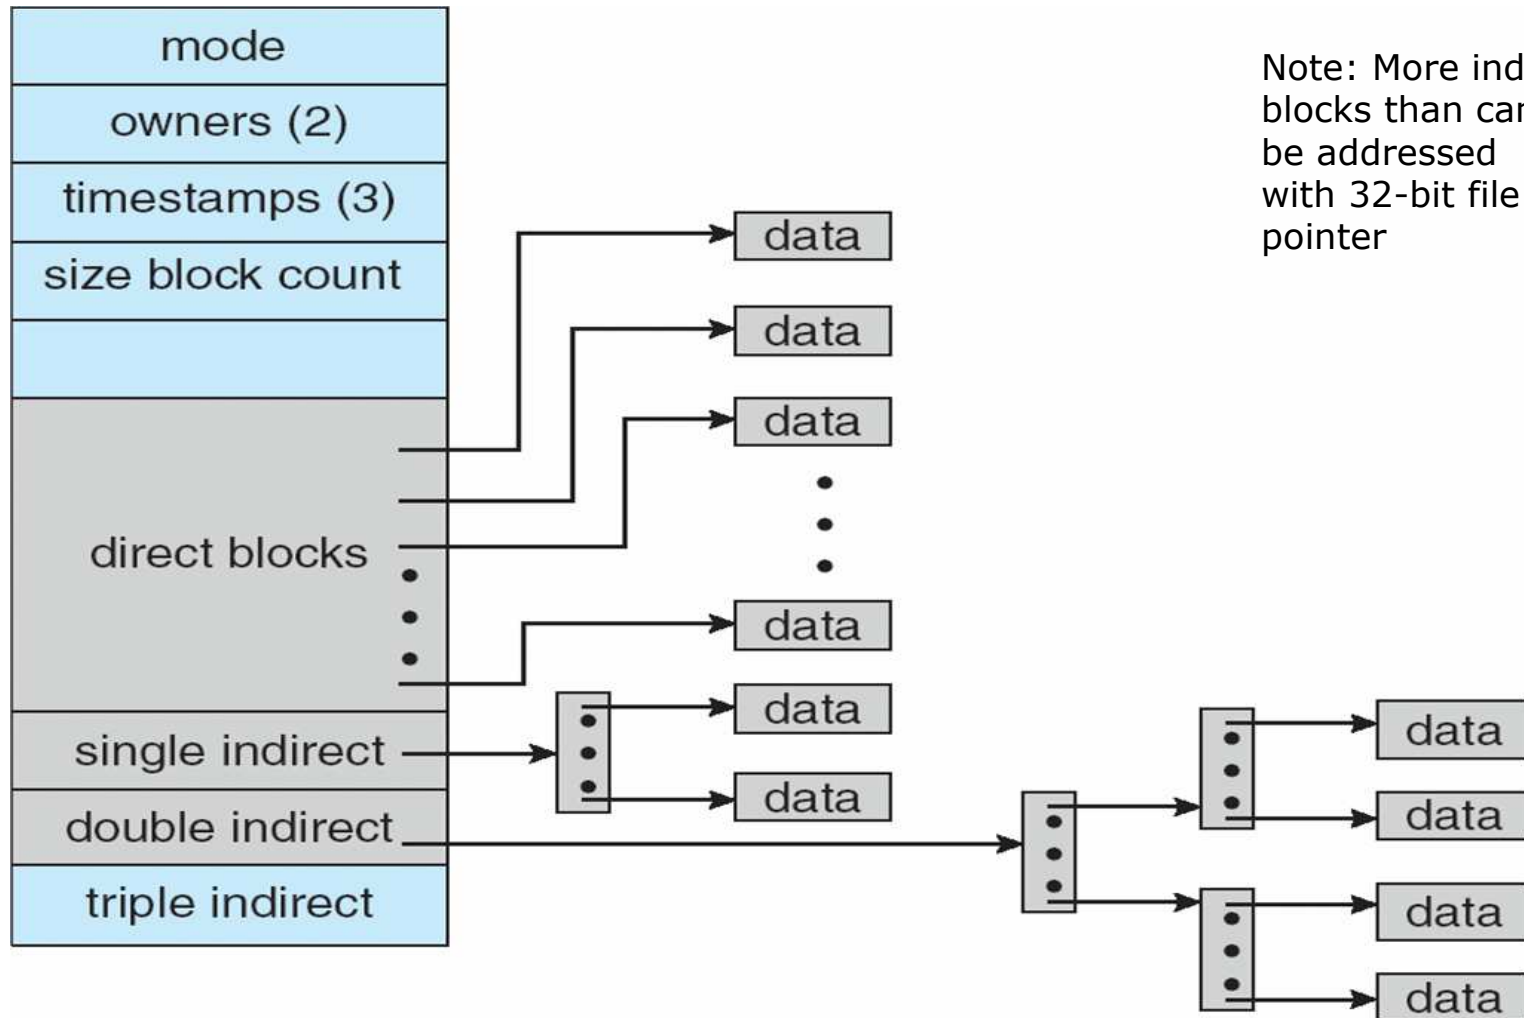 mode
owners (2)
timestamps (3)
size block count
direct blocks
single indirect
double indirect
triple indirect
data
data
data
data
data
data
data
data
data
data
Note: More ind
blocks than can
be addressed
with 32-bit file
pointer